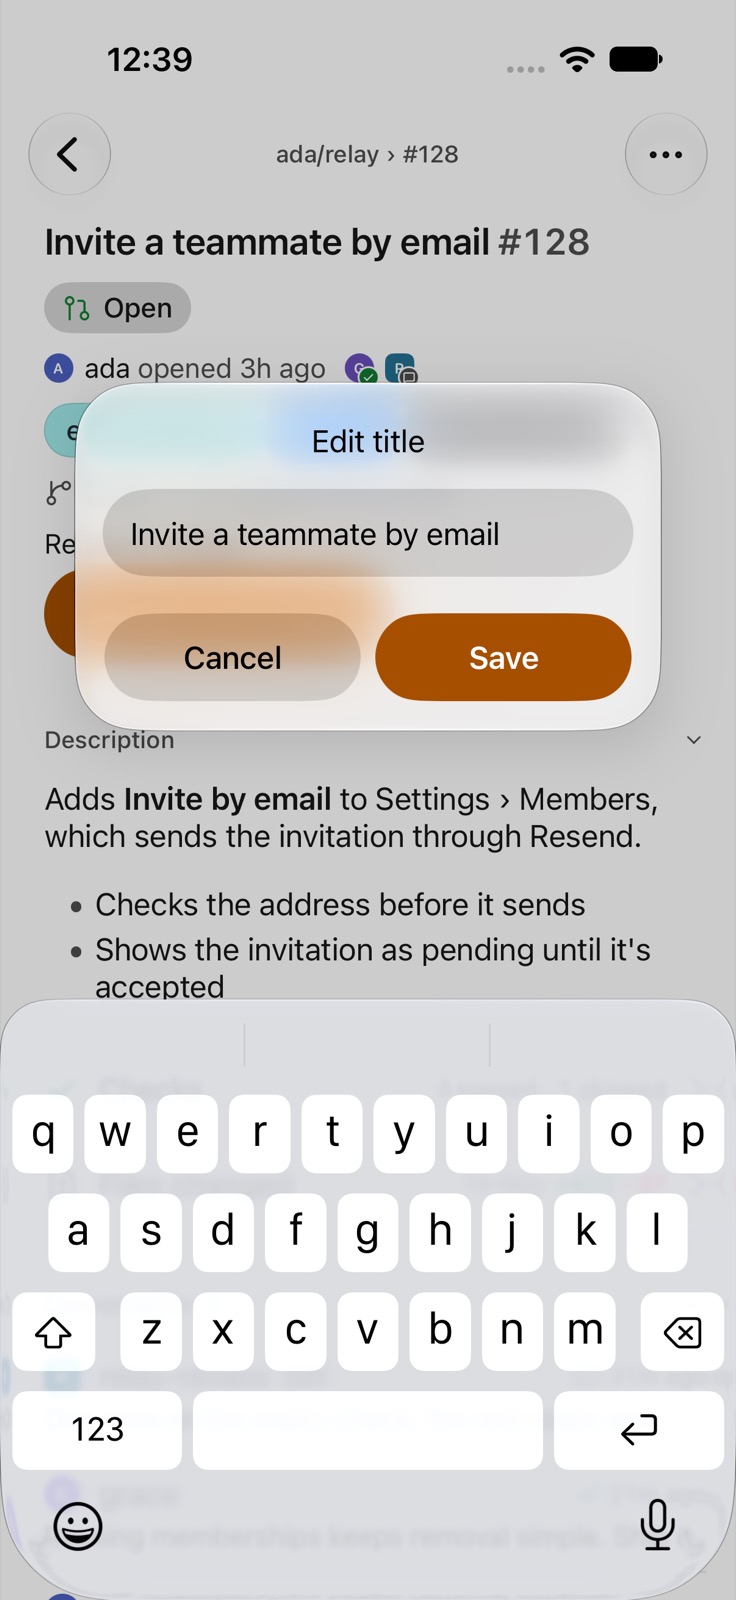 12:39
ada/relay › #128
Invite a teammate by email #128
Open
A ada opened 3h ago
Edit title
Invite a teammate by email
Re
Cancel
Save
Description
Adds Invite by email to Settings › Members,
which sends the invitation through Resend.
• Checks the address before it sends
• Shows the invitation as pending until it's
accepted
q w e r t y u i o p
a s d f g h j k l
z x c v b n m
123